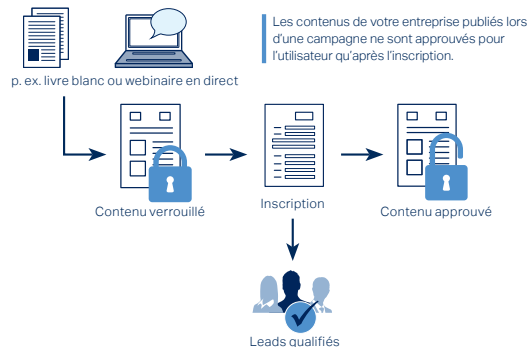 Les contenus de votre entreprise publiés lors
d'une campagne ne sont approuvés pour
l'utilisateur qu'après l'inscription.
p. ex. livre blanc ou webinaire en direct
Contenu verrouillé
Inscription
Contenu approuvé
Leads qualifiés